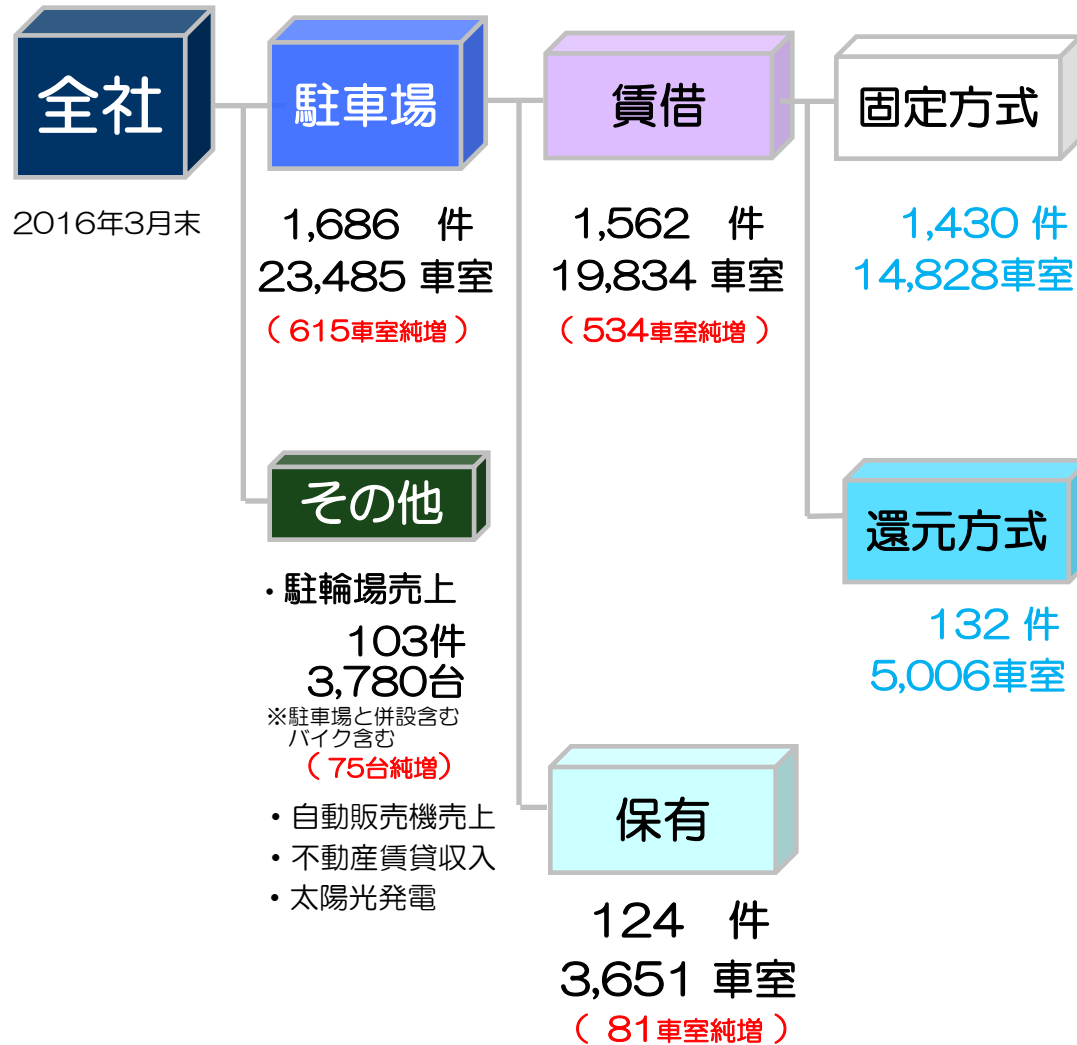 全社
2016年3月末
駐車場
1,686 件
23,485 車室
（ 615車室純増 ）
賃借
1,562 件
19,834 車室
（ 534車室純増 ）
固定方式
1,430 件
14,828車室
還元方式
132 件
5,006車室
その他
・駐輪場売上
103件
3,780台
※駐車場と併設含む
バイク含む
（ 75台純増）
・自動販売機売上
・不動産賃貸収入
・太陽光発電
保有
124 件
3,651 車室
（ 81車室純増 ）